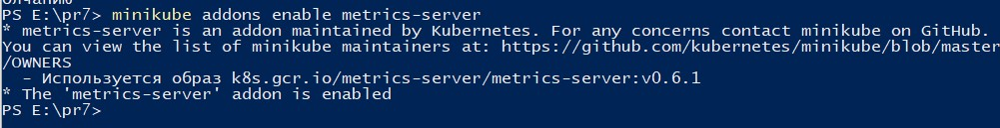 олчанию
PS E:\pr7> minikube addons enable metrics-server
* metrics-server is an addon maintained by Kubernetes. For any concerns contact minikube on GitHub.
You can view the list of minikube maintainers at: https://github.com/kubernetes/minikube/blob/master
/OWNERS
  - Используется образ k8s.gcr.io/metrics-server/metrics-server:v0.6.1
* The 'metrics-server' addon is enabled
PS E:\pr7>